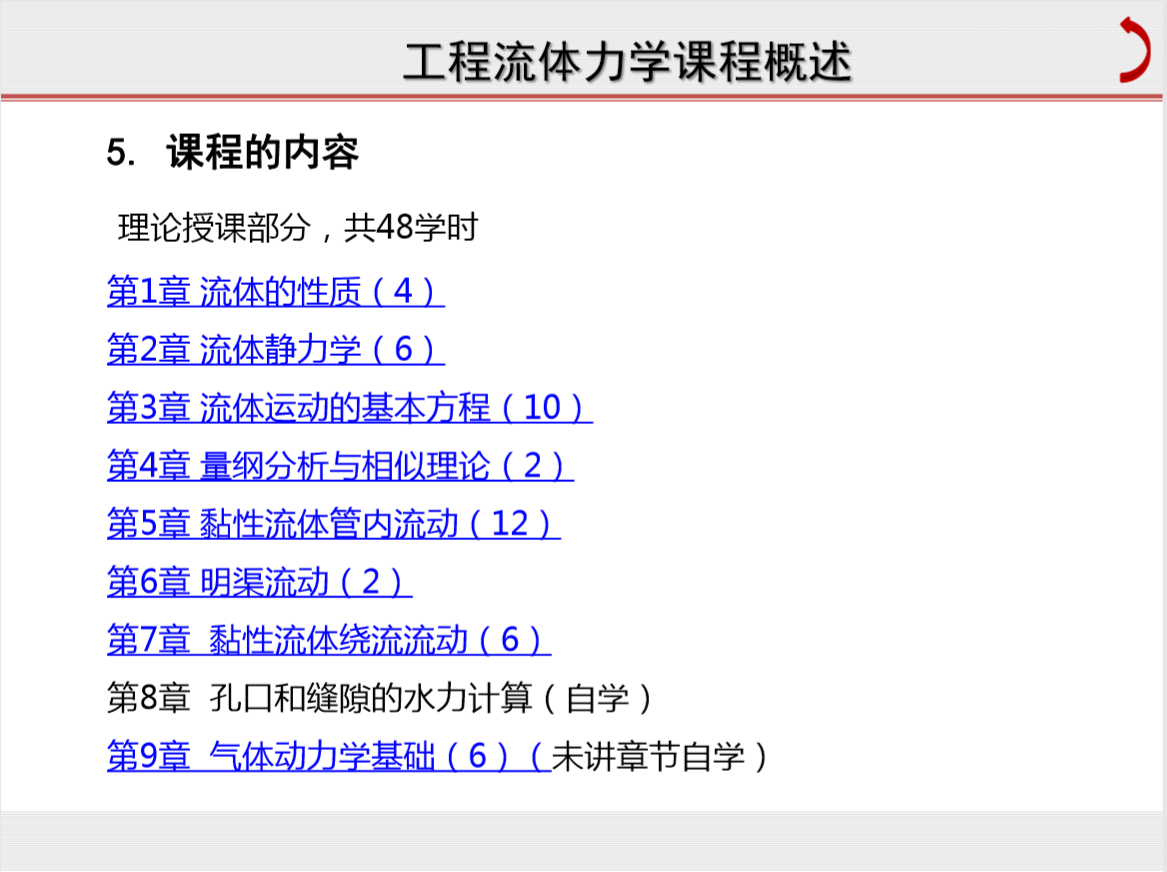 工程流体力学课程概述
5. 课程的内容
理论授课部分，共48学时
第1章 流体的性质（4）
第2章 流体静力学（6）
第3章 流体运动的基本方程（10）
第4章 量纲分析与相似理论（2）
第5章 黏性流体管内流动（12）
第6章 明渠流动（2）
第7章 黏性流体绕流流动（6）
第8章 孔口和缝隙的水力计算（自学）
第9章 气体动力学基础（6）（未讲章节自学）